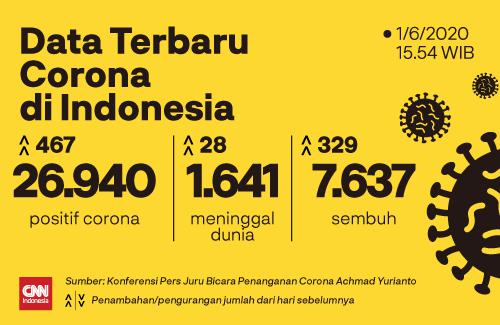 Data Terbaru
Corona
di Indonesia
1/6/2020
15.54 WIB
467
26.940
positif corona
28
1.641
meninggal
dunia
329
7.637
sembuh
CNN
Indonesia
Sumber: Konferensi Pers Juru Bicara Penanganan Corona Achmad Yurianto
Penambahan/pengurangan jumlah dari hari sebelumnya